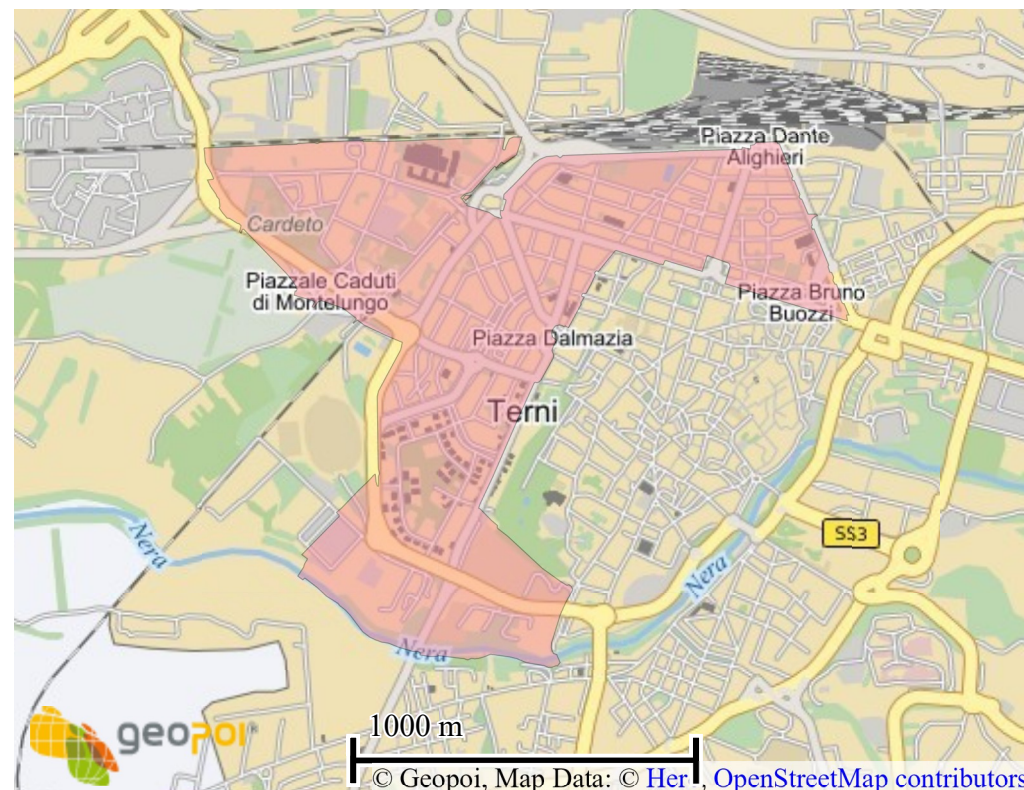 Piazza Dante
Alighieri
Cardeto
Piazzale Caduti
di Montelungo
Piazza Bruno
Buozzi
Piazza Dalmazia
Terni
SS3
Nera
Nera
Nera
geopoi®
1000 m
© Geopoi, Map Data: © Her , OpenStreetMap contributors